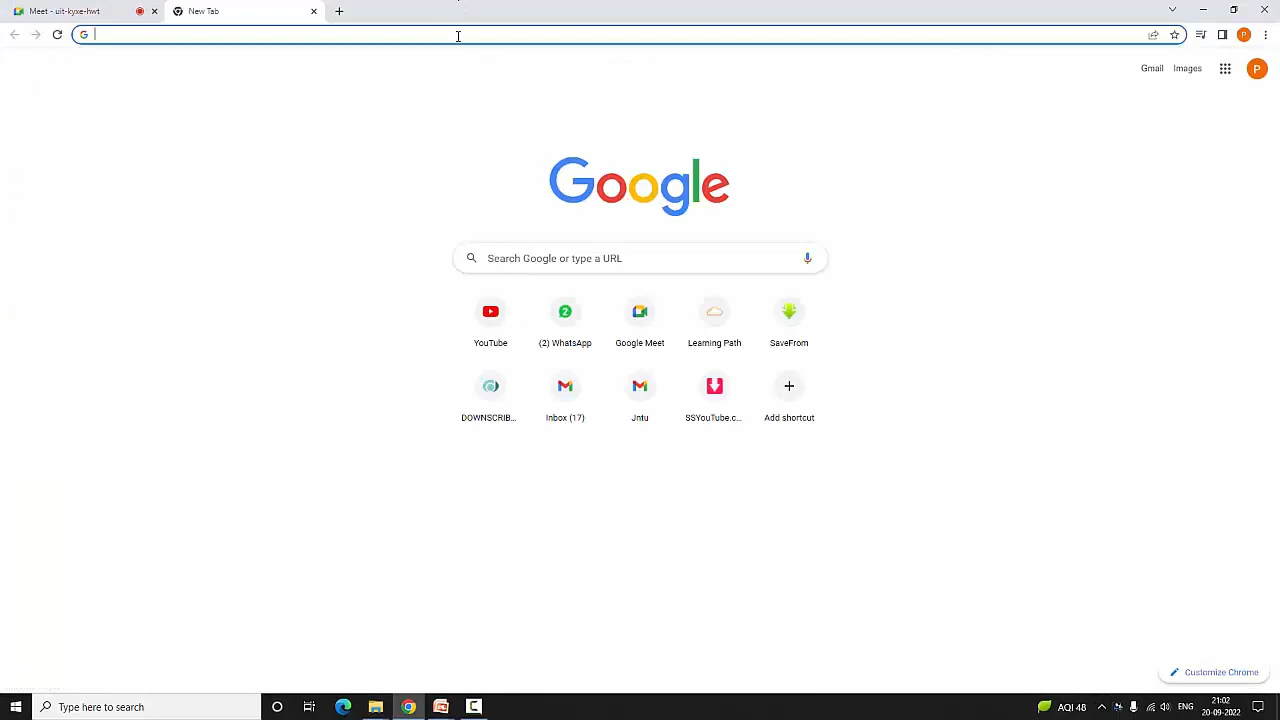 Meet - uit-kyxe-hwt
New Tab
Gmail Images P
Google
Search Google or type a URL
YouTube (2) WhatsApp Google Meet Learning Path SaveFrom
DOWNSCRIB... Inbox (17) Jntu SSYouTube.c... Add shortcut
Customize Chrome
Type here to search
AQI 48
ENG
21:02
20-09-2022